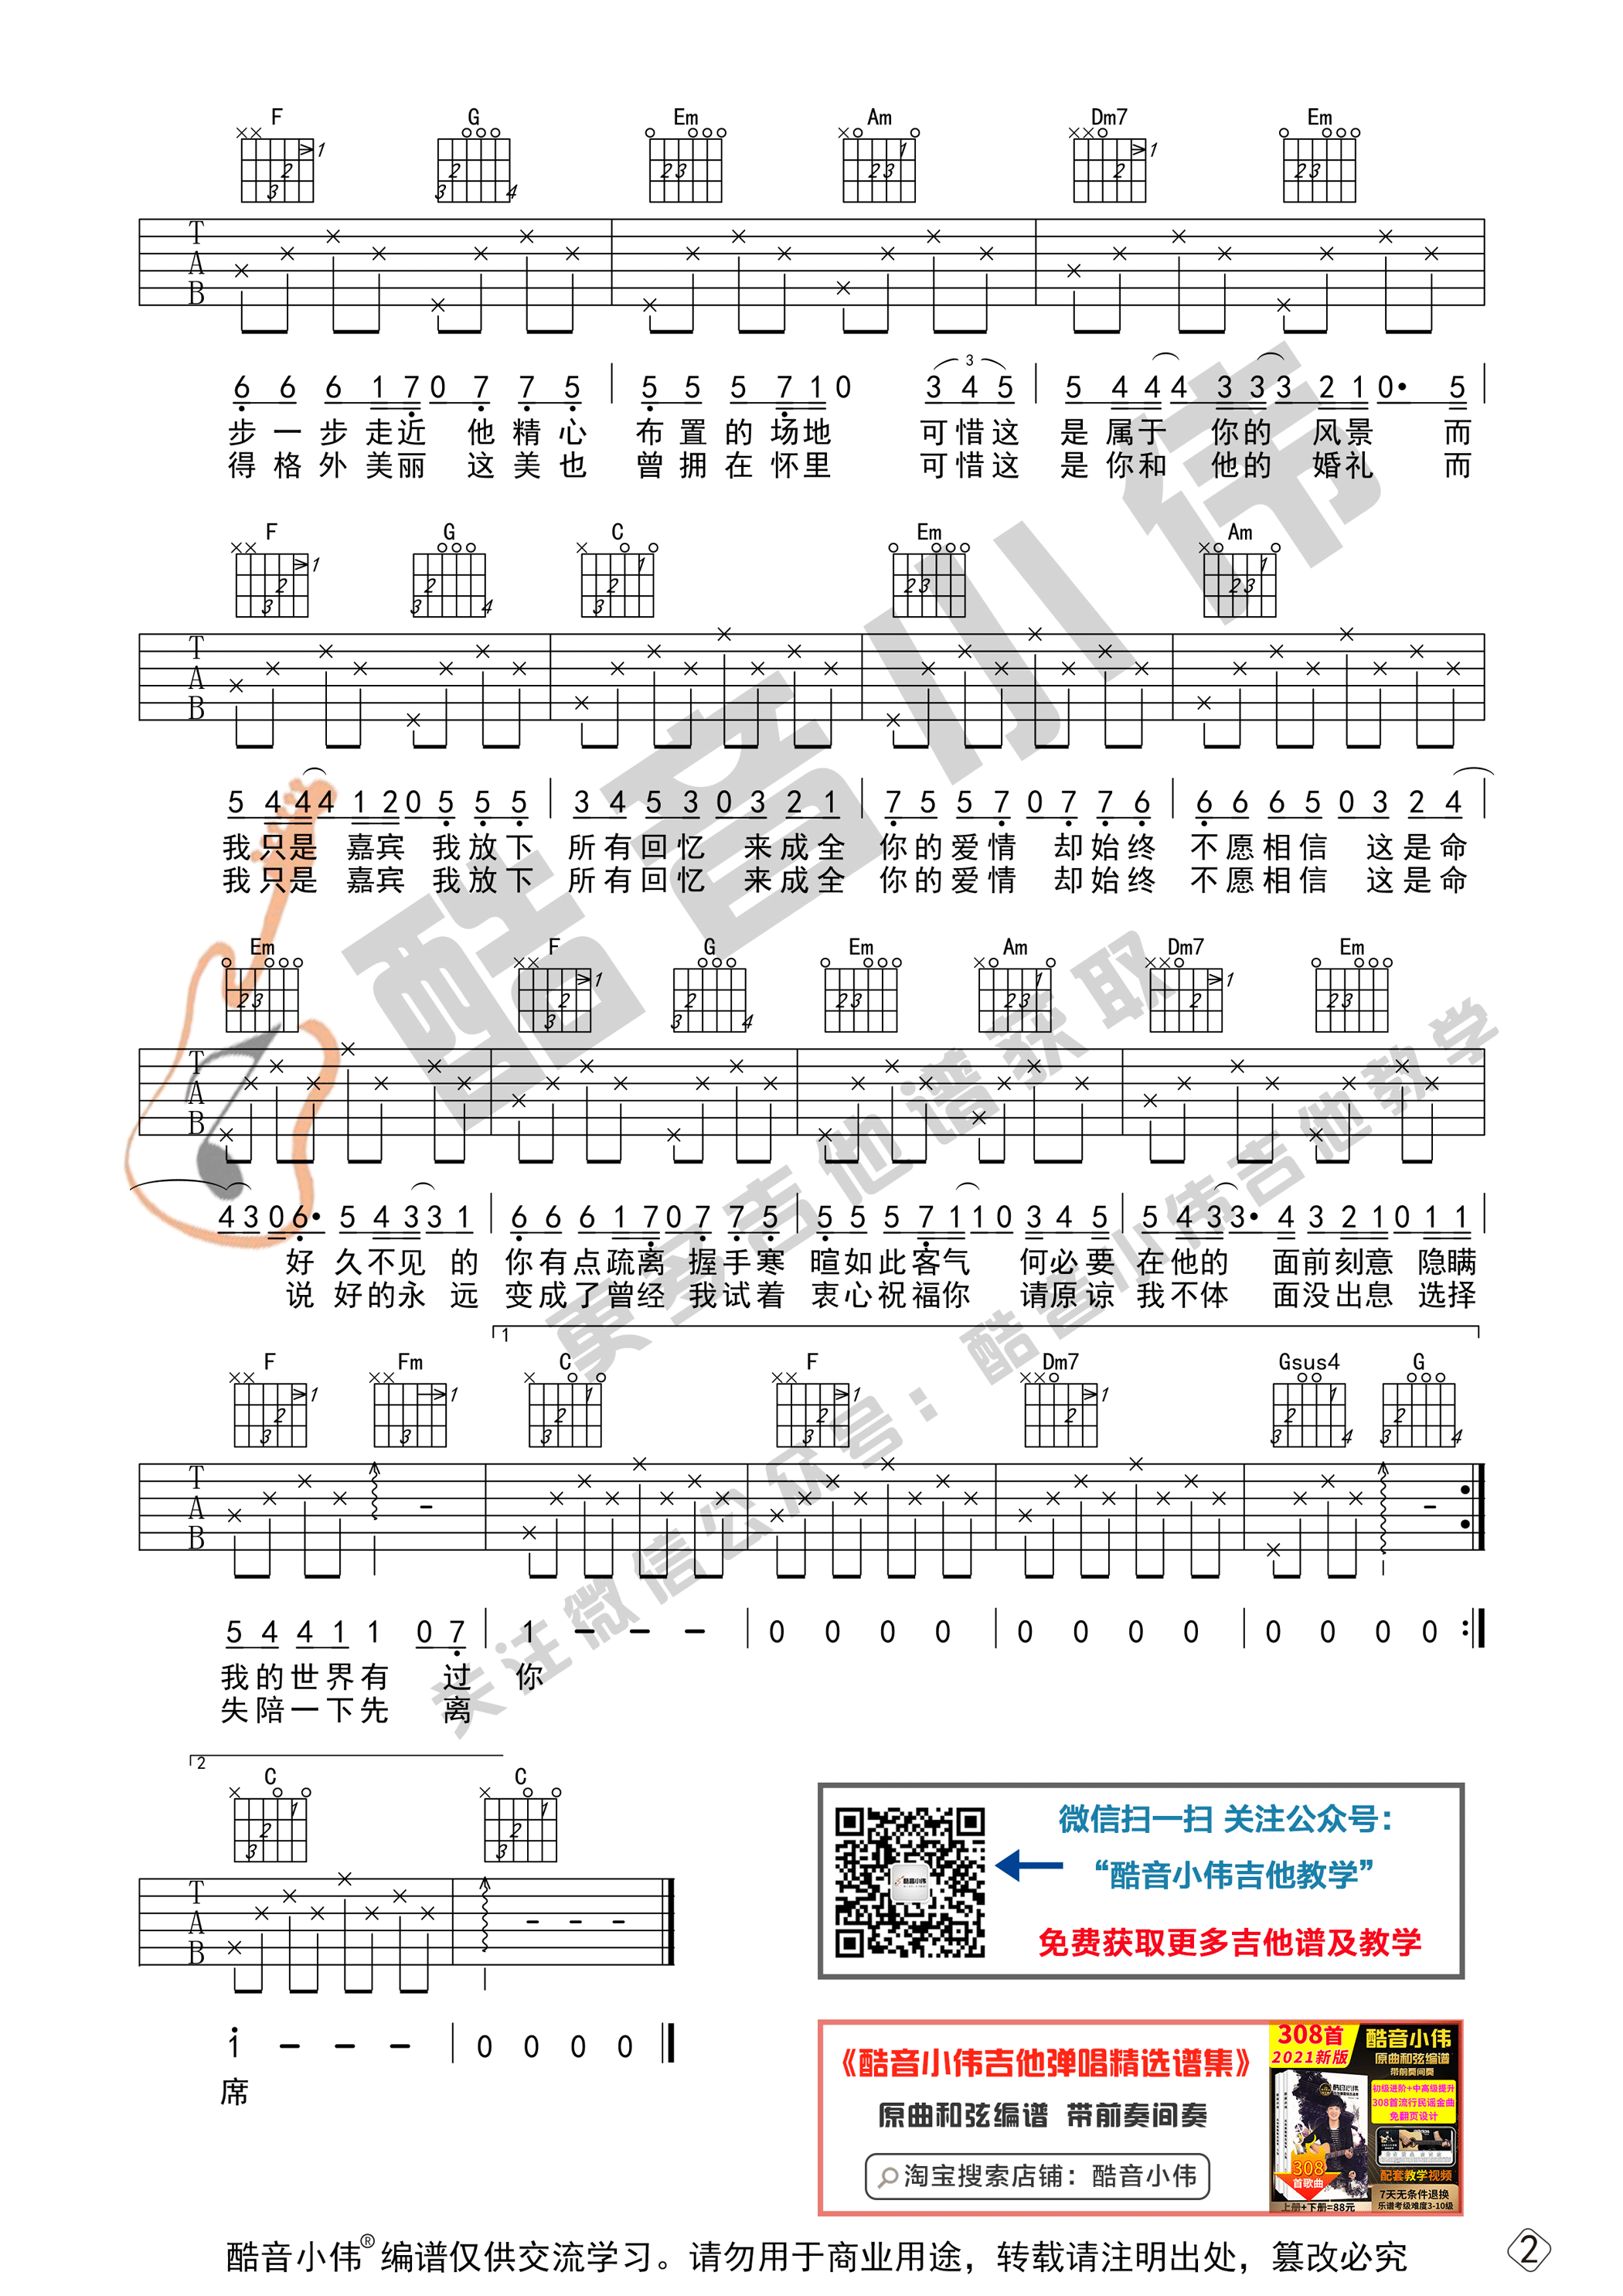 F G Em Am Dm7 Em
T A B
6 6 6 1 7 0 7 7 5 | 5 5 5 7 1 0 3 4 5 | 5 4 4 4 3 3 3 2 1 0· 5 |
步一步走近 他精心 布置的场地 可惜这 是属于 你的 风景 而
得格外美丽 这美也 曾拥在怀里 可惜这 是你和 他的 婚礼 而
F G C Em Am
T A B
5 4 4 4 1 2 0 5 5 5 | 3 4 5 3 0 3 2 1 | 7 5 5 7 0 7 7 6 | 6 6 6 5 0 3 2 4 |
我只是 嘉宾 我放下 所有回忆 来成全 你的爱情 却始终 不愿相信 这是命
我只是 嘉宾 我放下 所有回忆 来成全 你的爱情 却始终 不愿相信 这是命
Em F G Em Am Dm7 Em
T A B
4 3 0 6· 5 4 3 3 1 | 6 6 6 1 7 0 7 7 5 | 5 5 5 7 1 1 0 3 4 5 | 5 4 3 3· 4 3 2 1 0 1 1 |
好 久不见 的 你有点疏离 握手寒 暄如此客气 何必要 在他的 面前刻意 隐瞒
说 好的永 远 变成了曾经 我试着 衷心祝福你 请原谅 我不体 面没出息 选择
1
F Fm C F Dm7 Gsus4 G
T A B
5 4 4 1 1 0 7 | 1 - - - | 0 0 0 0 | 0 0 0 0 | 0 0 0 0 :|
我的世界有 过 你
失陪一下先 离
2
C C
T A B
1 - - - | 0 0 0 0 ‖
席
微信扫一扫 关注公众号：
“酷音小伟吉他教学”
免费获取更多吉他谱及教学
《酷音小伟吉他弹唱精选谱集》
原曲和弦编谱 带前奏间奏
淘宝搜索店铺：酷音小伟
308首
2021新版
酷音小伟
原曲和弦编谱
带前奏间奏
初级进阶+中高级提升
308首流行民谣金曲
免翻页设计
308
首歌曲
配套教学视频
上册+下册=88元
7天无条件退换
乐谱考级难度3-10级
酷音小伟® 编谱仅供交流学习。请勿用于商业用途，转载请注明出处，篡改必究
2
酷音小伟
更多吉他谱获取
关注微信公众号：酷音小伟吉他教学